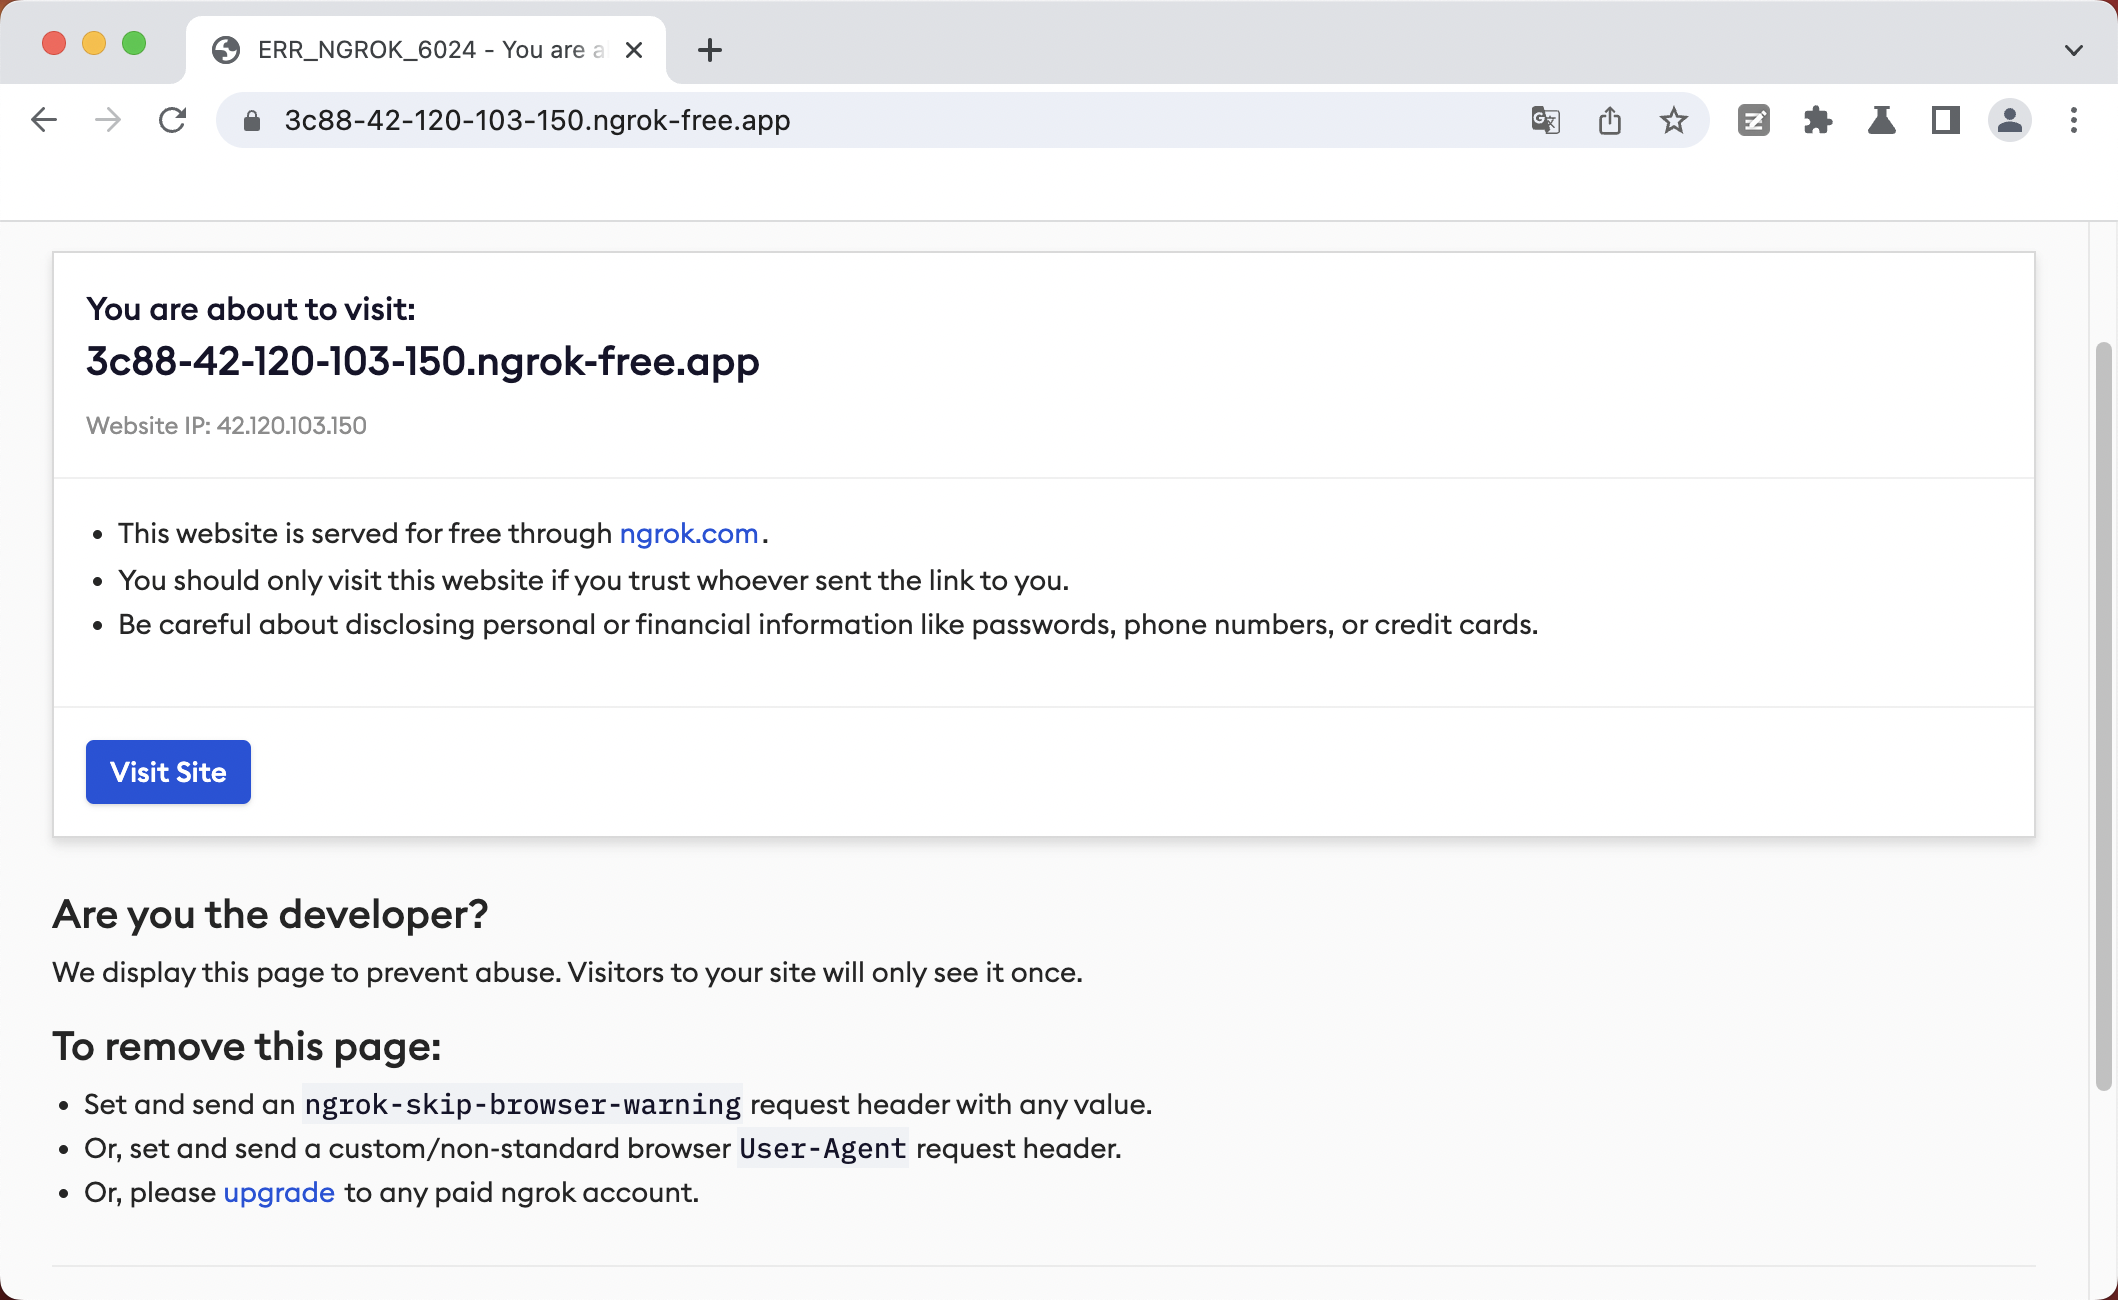 ERR_NGROK_6024 - You are a
3c88-42-120-103-150.ngrok-free.app
You are about to visit:
3c88-42-120-103-150.ngrok-free.app
Website IP: 42.120.103.150
• This website is served for free through ngrok.com.
• You should only visit this website if you trust whoever sent the link to you.
• Be careful about disclosing personal or financial information like passwords, phone numbers, or credit cards.
Visit Site
Are you the developer?
We display this page to prevent abuse. Visitors to your site will only see it once.
To remove this page:
• Set and send an ngrok-skip-browser-warning request header with any value.
• Or, set and send a custom/non-standard browser User-Agent request header.
• Or, please upgrade to any paid ngrok account.